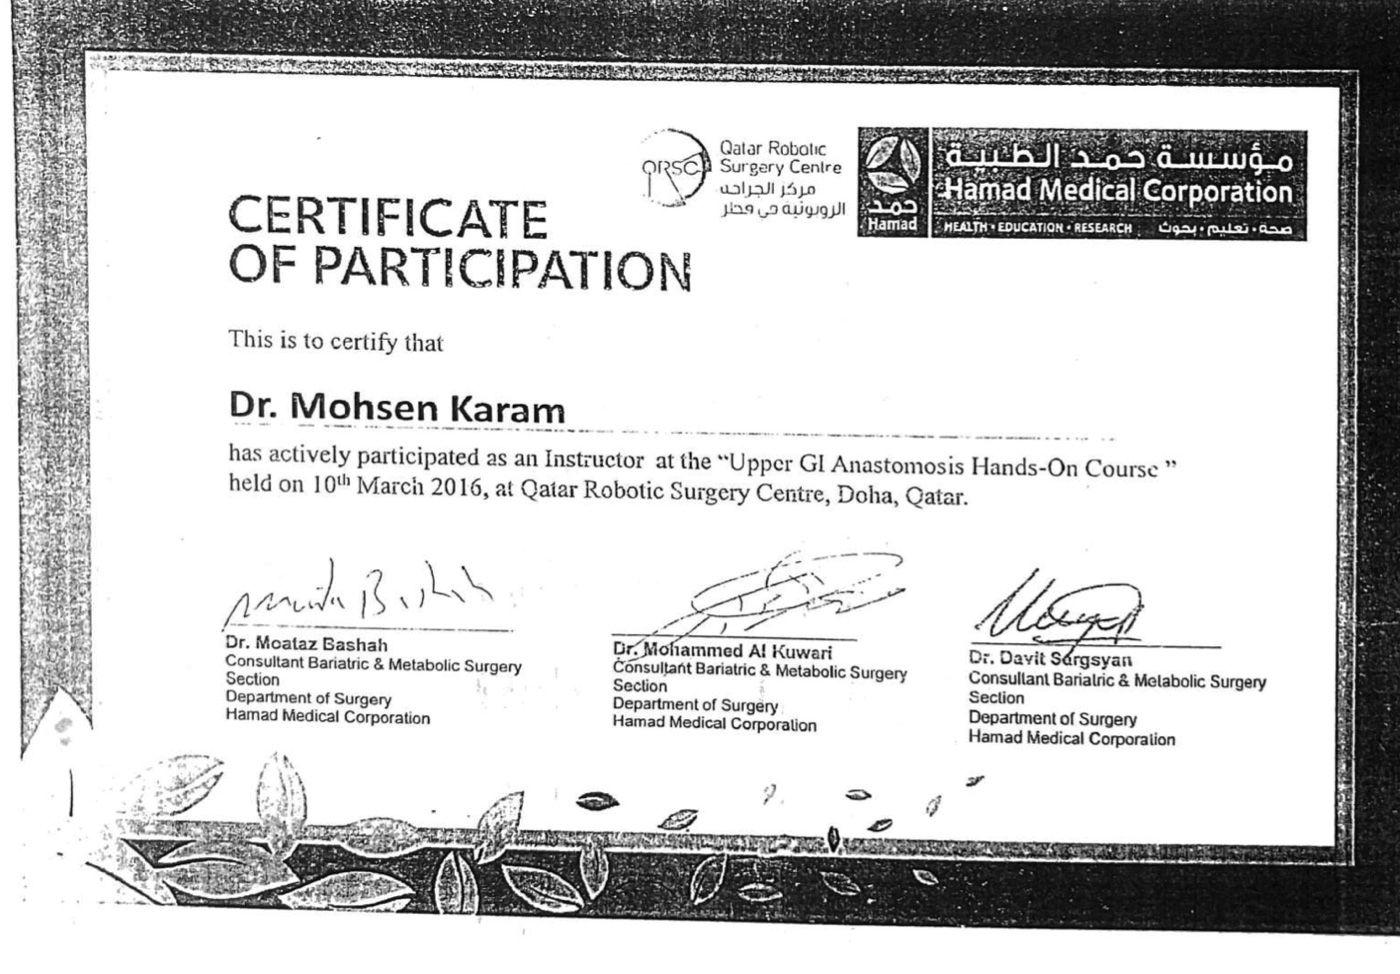 QRSC
Qatar Robotic
Surgery Centre
مركز الجراحة
الروبوتية في قطر
مؤسسة حمد الطبية
Hamad Medical Corporation
حمد
Hamad
HEALTH • EDUCATION • RESEARCH صحة • تعليم • بحوث
CERTIFICATE
OF PARTICIPATION
This is to certify that
Dr. Mohsen Karam
has actively participated as an Instructor at the “Upper GI Anastomosis Hands-On Course ”
held on 10th March 2016, at Qatar Robotic Surgery Centre, Doha, Qatar.
Moataz Bashah
Dr. Moataz Bashah
Consultant Bariatric & Metabolic Surgery
Section
Department of Surgery
Hamad Medical Corporation
Dr. Mohammed Al Kuwari
Consultant Bariatric & Metabolic Surgery
Section
Department of Surgery
Hamad Medical Corporation
Dr. Davit Sargsyan
Consultant Bariatric & Metabolic Surgery
Section
Department of Surgery
Hamad Medical Corporation